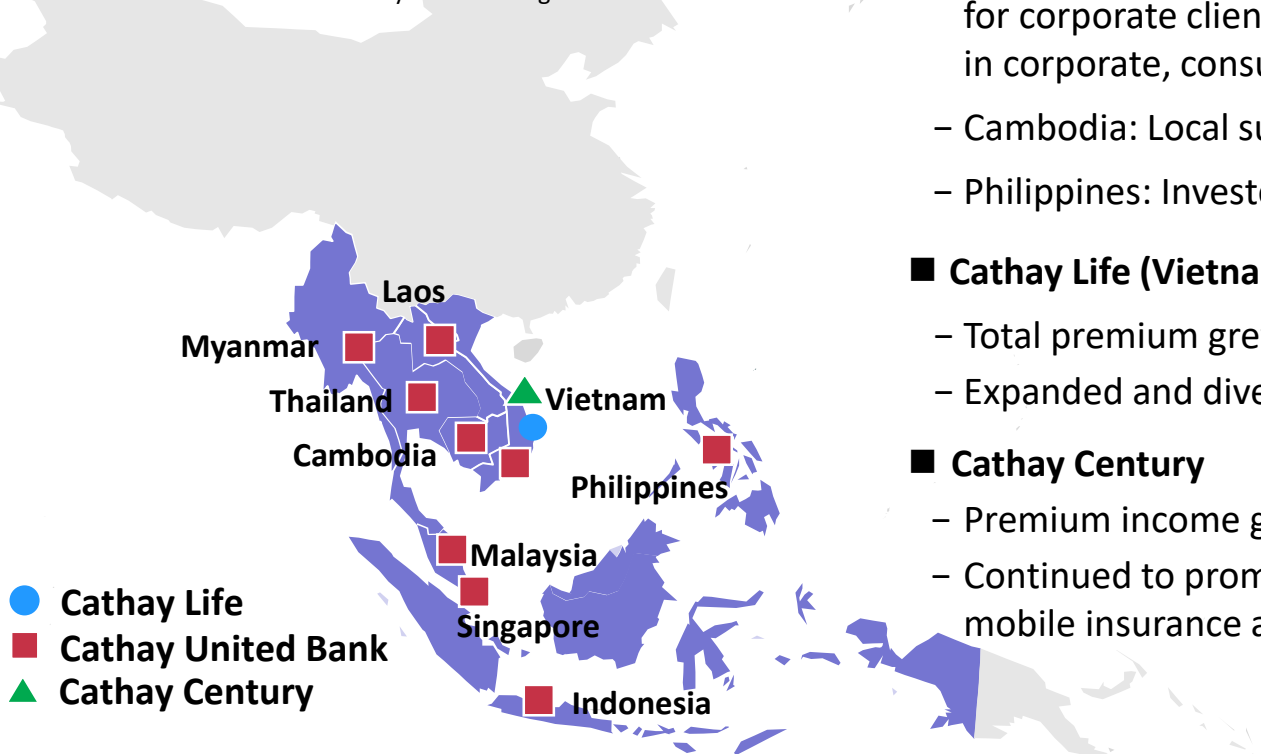 for corporate clien
in corporate, consu
– Cambodia: Local su
– Philippines: Investe
Cathay Life (Vietna
– Total premium gre
– Expanded and dive
Cathay Century
– Premium income g
– Continued to prom
mobile insurance a
Laos
Myanmar
Thailand
Vietnam
Cambodia
Philippines
Malaysia
Singapore
Indonesia
Cathay Life
Cathay United Bank
Cathay Century